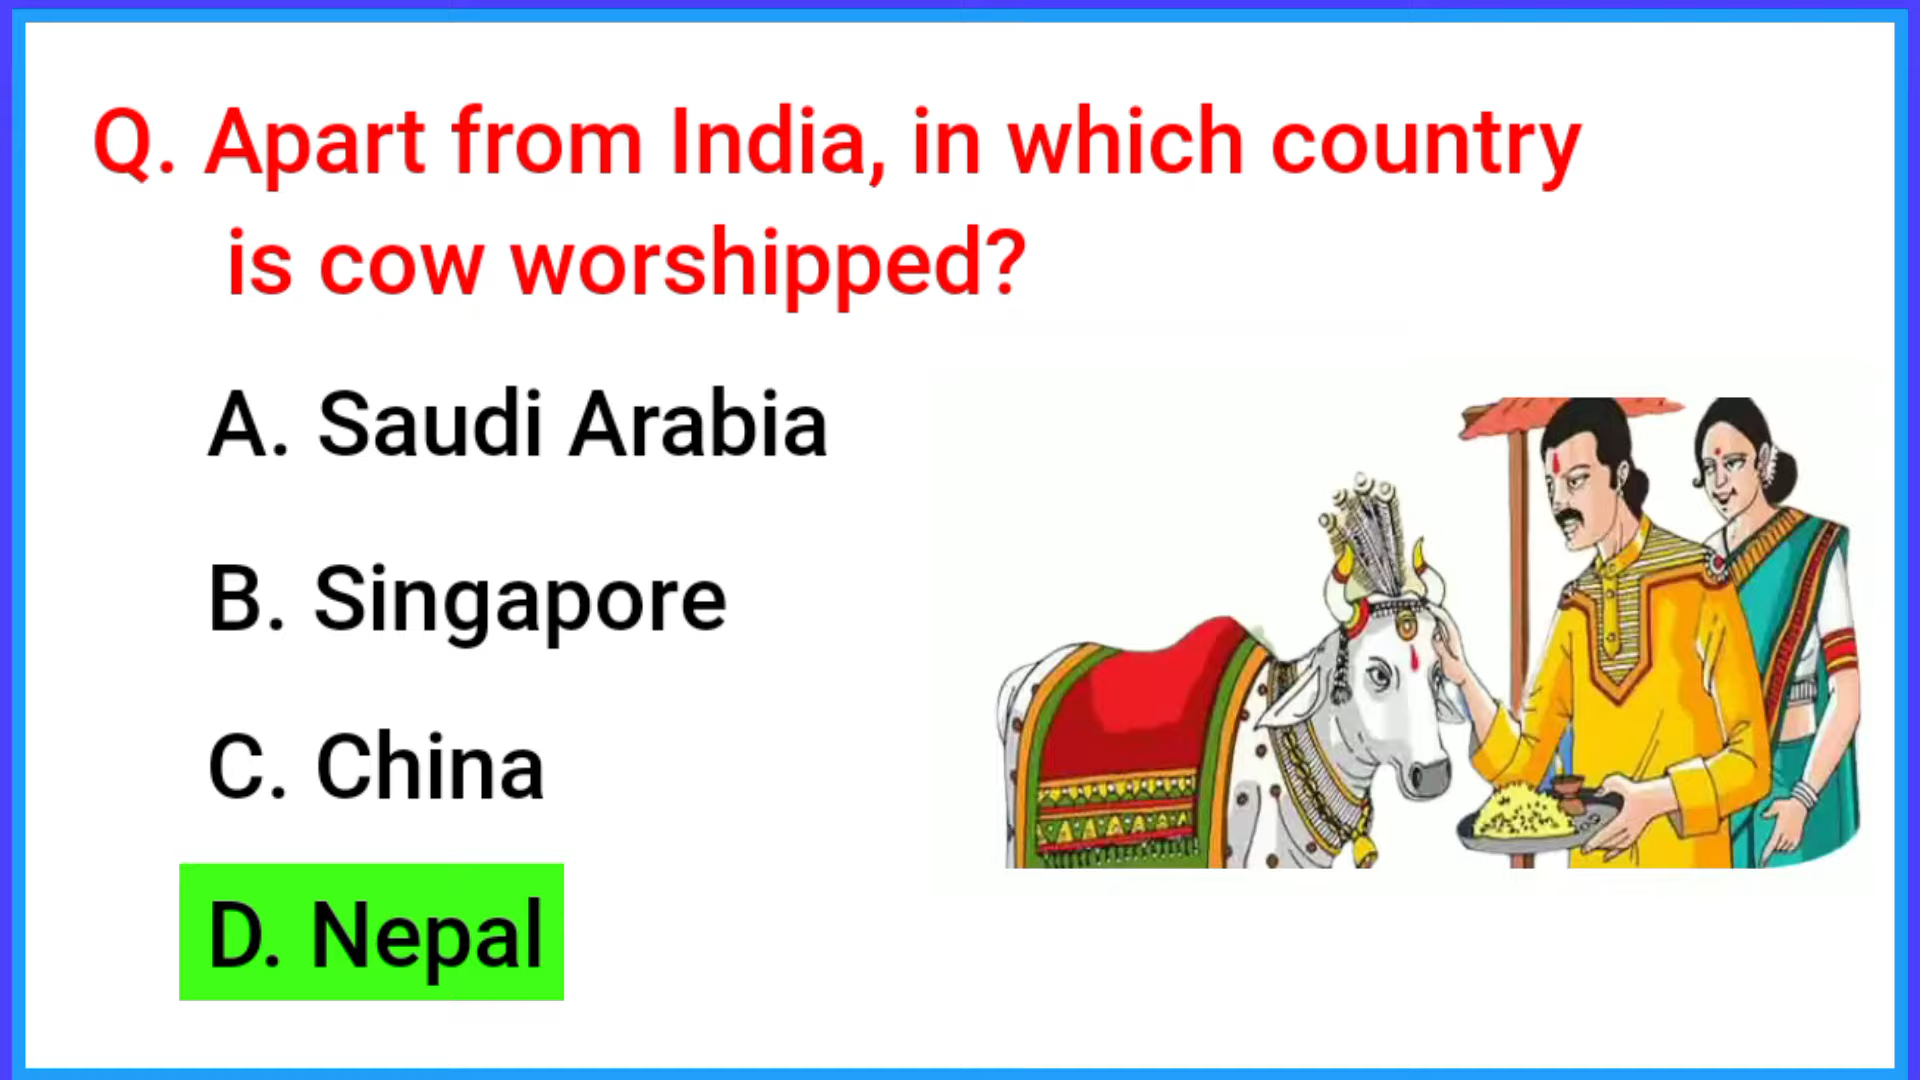 Q. Apart from India, in which country
is cow worshipped?
A. Saudi Arabia
B. Singapore
C. China
D. Nepal